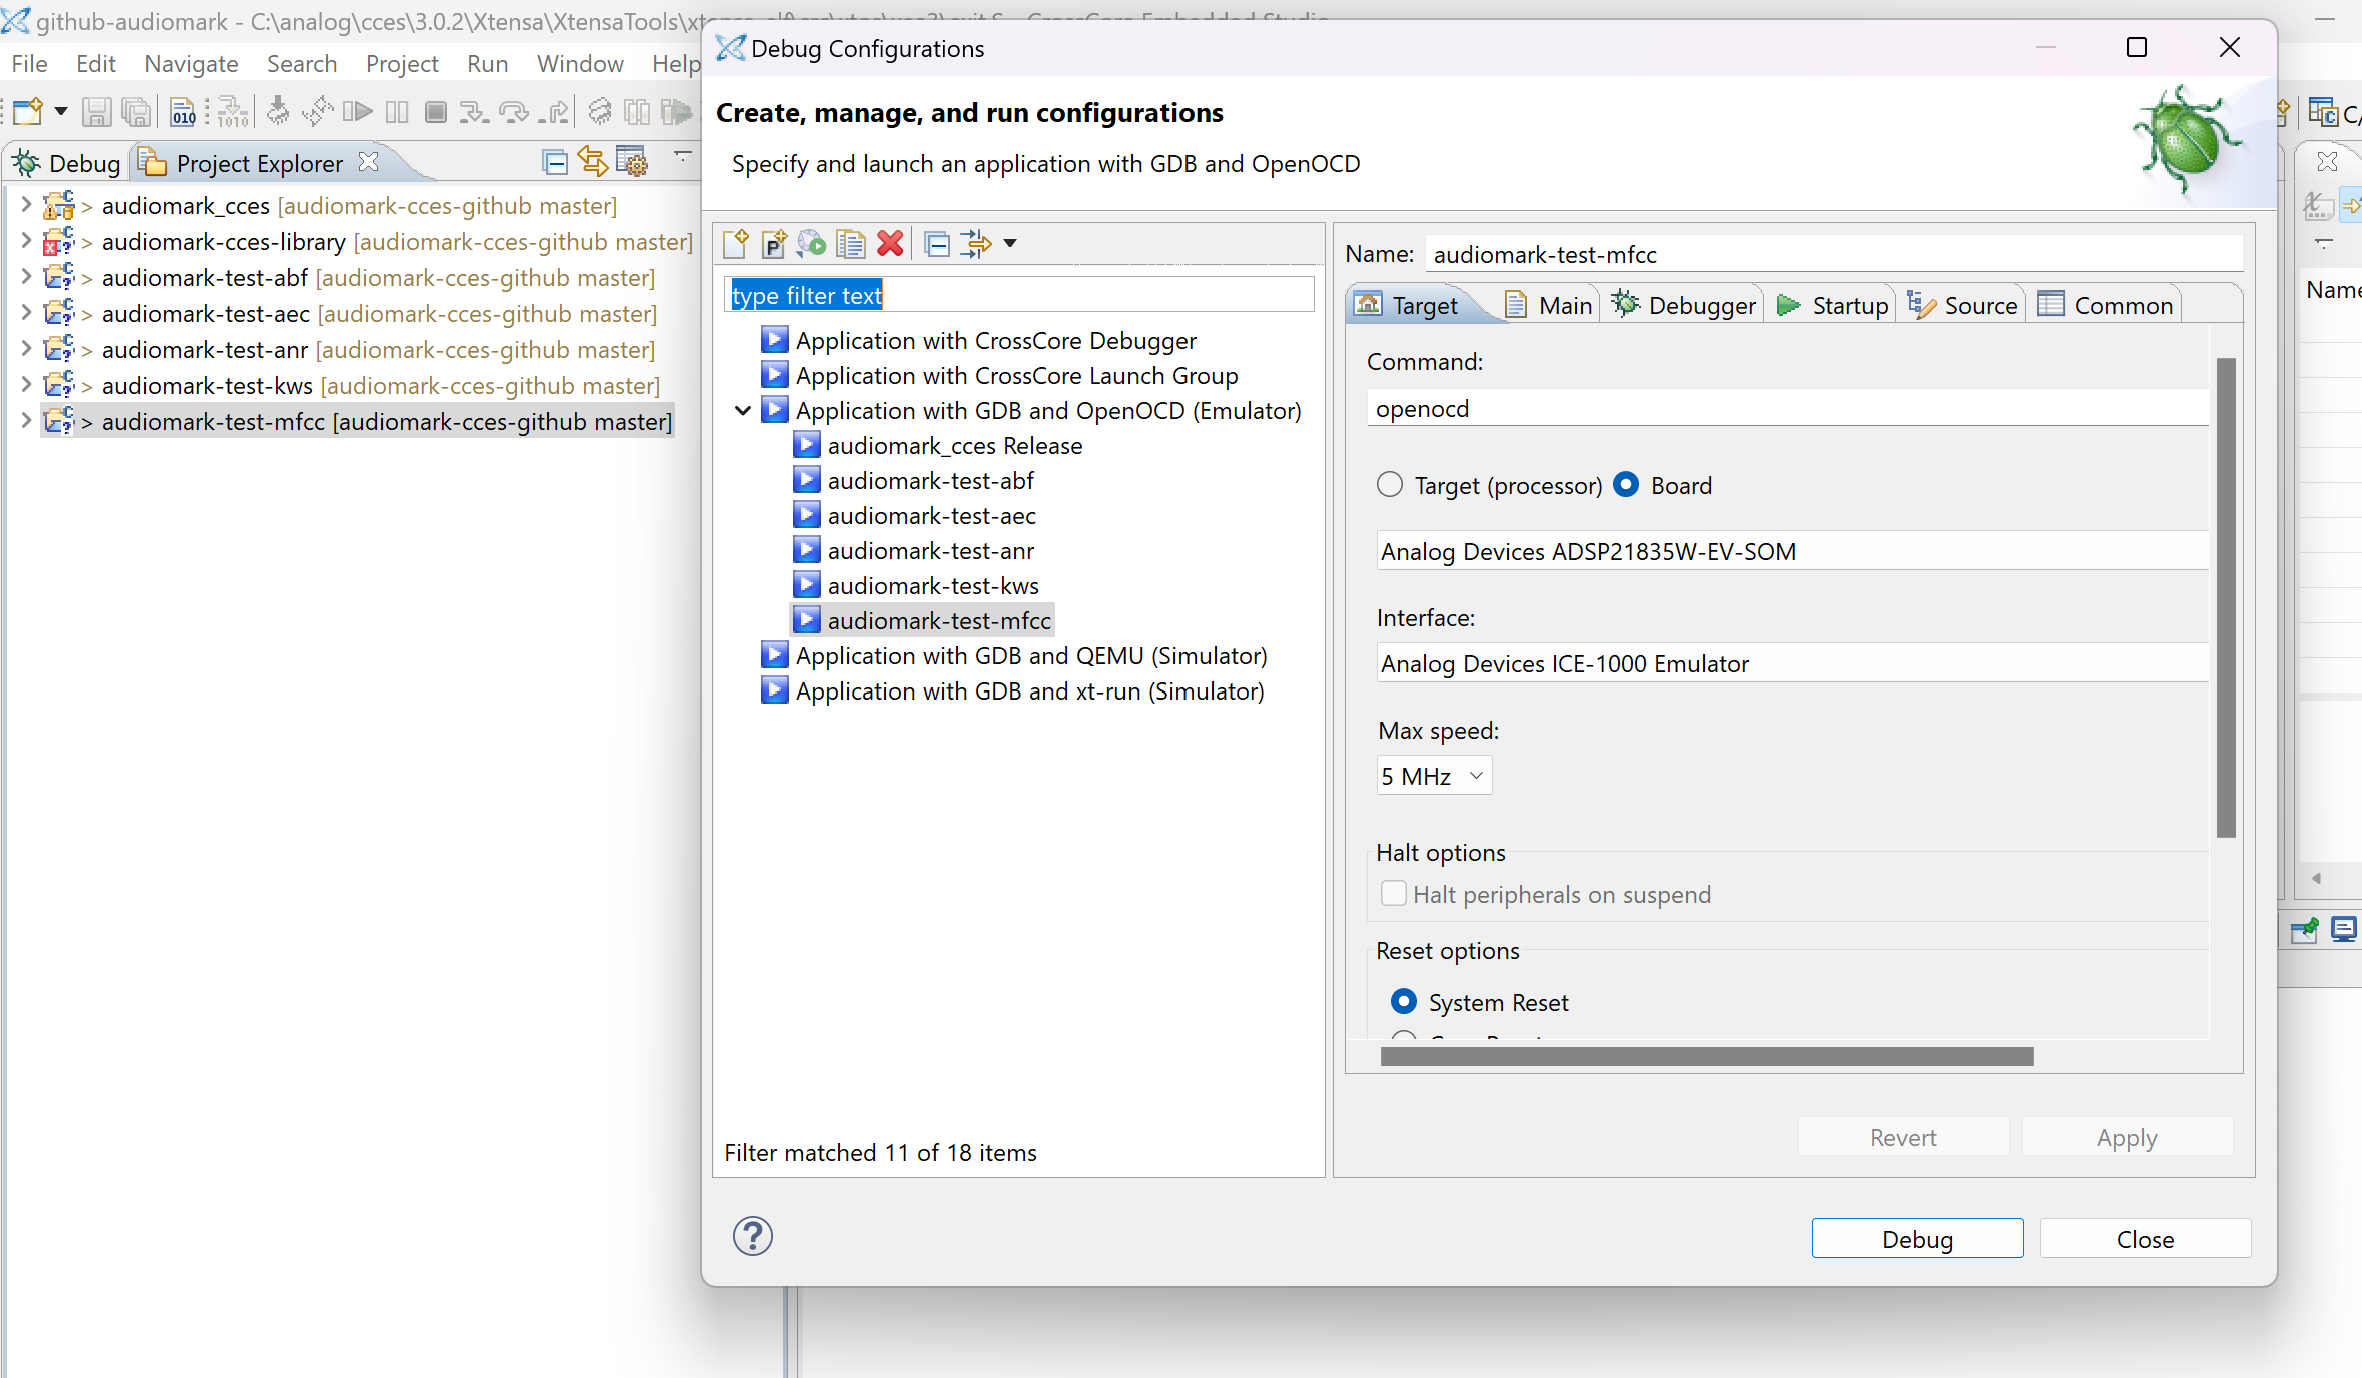 github-audiomark - C:\analog\cces\3.0.2\Xtensa\XtensaTools\
File Edit Navigate Search Project Run Window Help
Debug Project Explorer
> audiomark_cces [audiomark-cces-github master]
> audiomark-cces-library [audiomark-cces-github master]
> audiomark-test-abf [audiomark-cces-github master]
> audiomark-test-aec [audiomark-cces-github master]
> audiomark-test-anr [audiomark-cces-github master]
> audiomark-test-kws [audiomark-cces-github master]
> audiomark-test-mfcc [audiomark-cces-github master]
Debug Configurations
Create, manage, and run configurations
Specify and launch an application with GDB and OpenOCD
type filter text
Application with CrossCore Debugger
Application with CrossCore Launch Group
Application with GDB and OpenOCD (Emulator)
audiomark_cces Release
audiomark-test-abf
audiomark-test-aec
audiomark-test-anr
audiomark-test-kws
audiomark-test-mfcc
Application with GDB and QEMU (Simulator)
Application with GDB and xt-run (Simulator)
Filter matched 11 of 18 items
Name: audiomark-test-mfcc
Target Main Debugger Startup Source Common
Command:
openocd
Target (processor) Board
Analog Devices ADSP21835W-EV-SOM
Interface:
Analog Devices ICE-1000 Emulator
Max speed:
5 MHz
Halt options
Halt peripherals on suspend
Reset options
System Reset
Revert Apply
Debug Close
Name